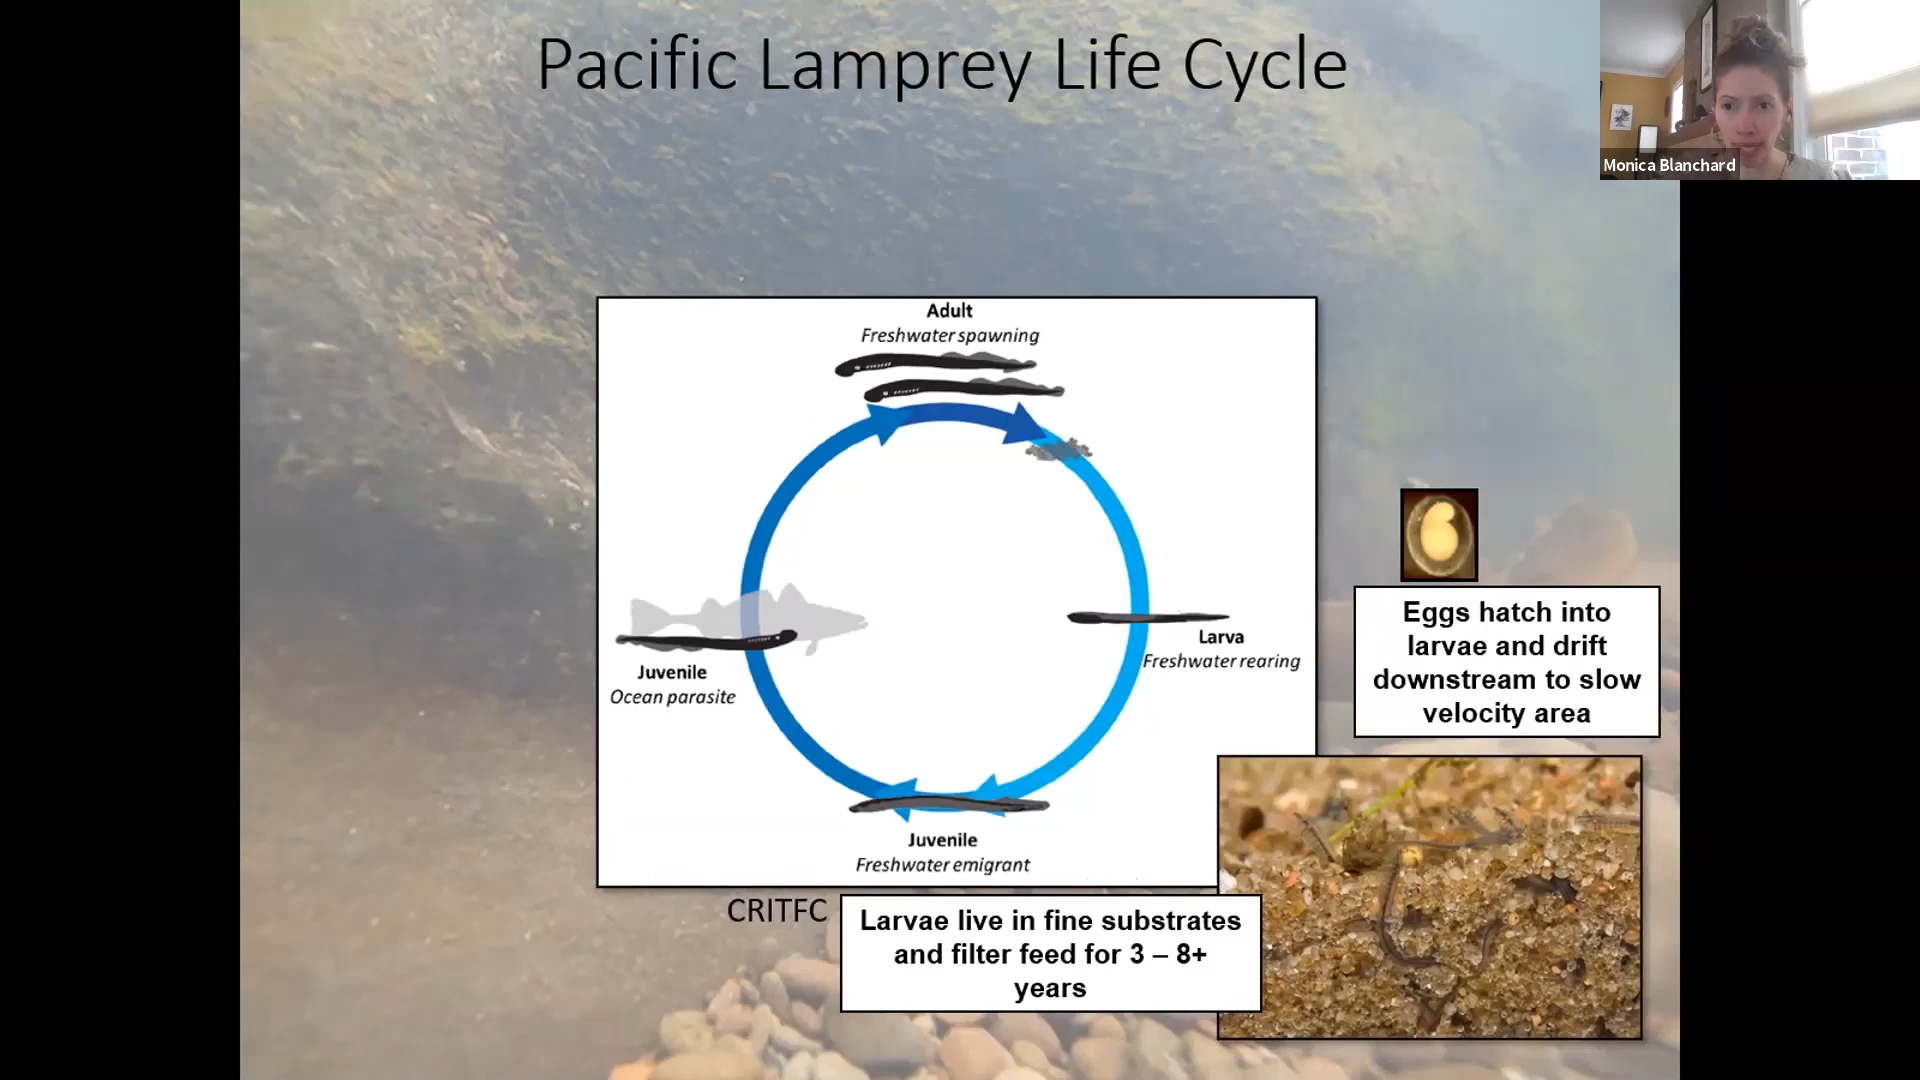 Pacific Lamprey Life Cycle
Monica Blanchard
Adult
Freshwater spawning
Larva
Freshwater rearing
Juvenile
Ocean parasite
Juvenile
Freshwater emigrant
Eggs hatch into
larvae and drift
downstream to slow
velocity area
CRITFC
Larvae live in fine substrates
and filter feed for 3 – 8+
years